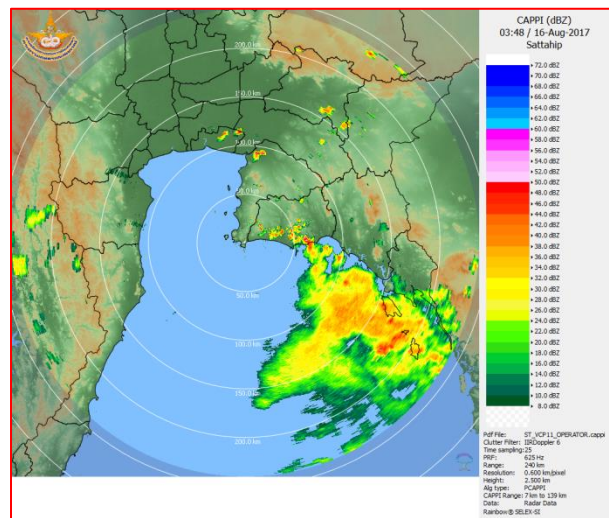 CAPPI (dBZ)
03:48 / 16-Aug-2017
Sattahip
72.0 dBZ
70.0 dBZ
68.0 dBZ
66.0 dBZ
64.0 dBZ
62.0 dBZ
60.0 dBZ
58.0 dBZ
56.0 dBZ
54.0 dBZ
52.0 dBZ
50.0 dBZ
48.0 dBZ
46.0 dBZ
44.0 dBZ
42.0 dBZ
40.0 dBZ
38.0 dBZ
36.0 dBZ
34.0 dBZ
32.0 dBZ
30.0 dBZ
28.0 dBZ
26.0 dBZ
24.0 dBZ
22.0 dBZ
20.0 dBZ
18.0 dBZ
16.0 dBZ
14.0 dBZ
12.0 dBZ
10.0 dBZ
8.0 dBZ
Pdf File: ST_VCP11_OPERATOR.cappi
Clutter Filter: IIRDoppler 6
Time sampling:25
PRF: 625 Hz
Range: 240 km
Resolution: 0.600 km/pixel
Height: 2.500 km
Alg type: PCAPPI
CAPPI Range: 7 km to 139 km
Data: Radar Data
Rainbow® SELEX-SI
200.0 km
150.0 km
50.0 km
100.0 km
150.0 km
200.0 km